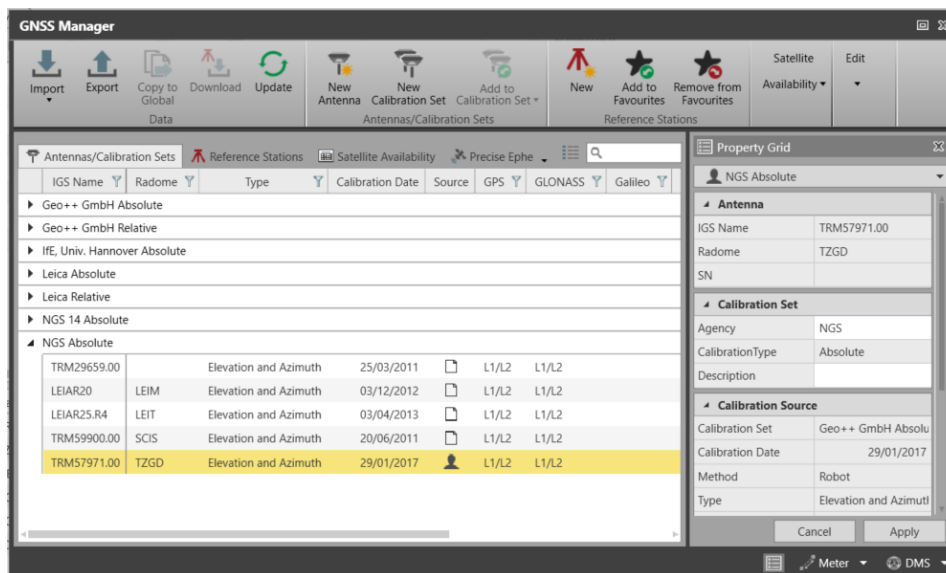 GNSS Manager
Import
Export
Copy to
Global
Download
Update
New
Antenna
New
Calibration Set
Add to
Calibration Set
New
Add to
Favourites
Remove from
Favourites
Satellite
Availability
Edit
Data
Antennas/Calibration Sets
Reference Stations
Antennas/Calibration Sets Reference Stations Satellite Availability Precise Ephe
IGS Name Radome Type Calibration Date Source GPS GLONASS Galileo
Geo++ GmbH Absolute
Geo++ GmbH Relative
IfE, Univ. Hannover Absolute
Leica Absolute
Leica Relative
NGS 14 Absolute
NGS Absolute
TRM29659.00 Elevation and Azimuth 25/03/2011 L1/L2 L1/L2
LEIAR20 LEIM Elevation and Azimuth 03/12/2012 L1/L2 L1/L2
LEIAR25.R4 LEIT Elevation and Azimuth 03/04/2013 L1/L2 L1/L2
TRM59900.00 SCIS Elevation and Azimuth 20/06/2011 L1/L2 L1/L2
TRM57971.00 TZGD Elevation and Azimuth 29/01/2017 L1/L2 L1/L2
Property Grid
NGS Absolute
Antenna
IGS Name TRM57971.00
Radome TZGD
SN
Calibration Set
Agency NGS
CalibrationType Absolute
Description
Calibration Source
Calibration Set Geo++ GmbH Absolu
Calibration Date 29/01/2017
Method Robot
Type Elevation and Azimutl
Cancel Apply
Meter DMS